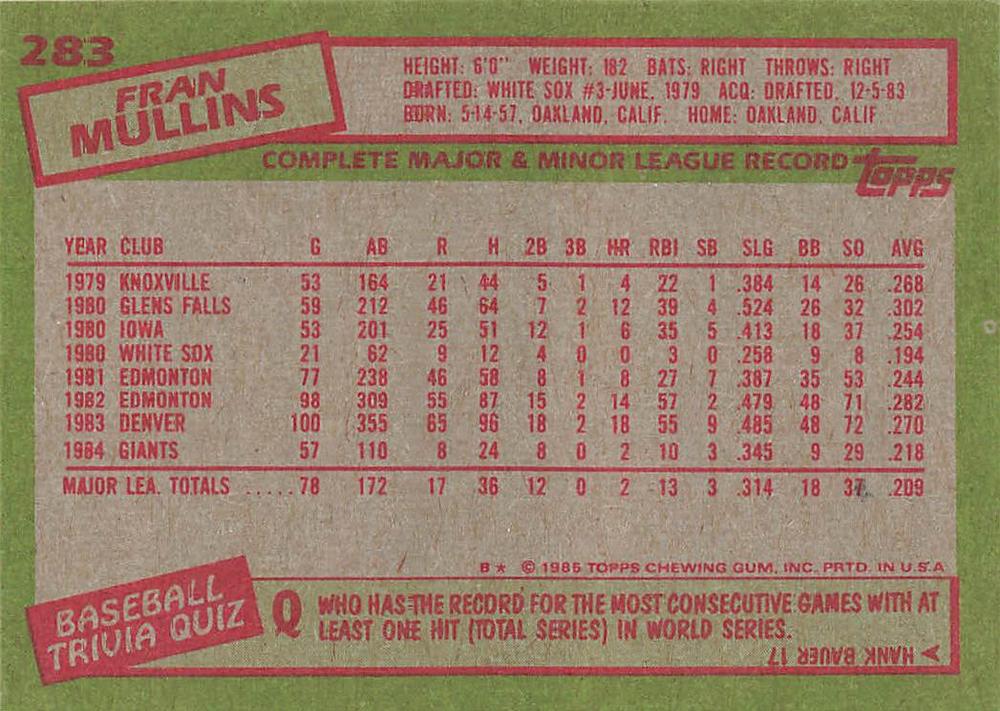 283
FRAN
MULLINS
HEIGHT: 6'0" WEIGHT: 182 BATS: RIGHT THROWS: RIGHT
DRAFTED: WHITE SOX #3-JUNE, 1979 ACQ: DRAFTED, 12-5-83
BORN: 5-14-57, OAKLAND, CALIF. HOME: OAKLAND, CALIF.
COMPLETE MAJOR & MINOR LEAGUE RECORD
TOPPS
YEAR CLUB G AB R H 2B 3B HR RBI SB SLG BB SO AVG
1979 KNOXVILLE 53 164 21 44 5 1 4 22 1 .384 14 26 .268
1980 GLENS FALLS 59 212 46 64 7 2 12 39 4 .524 26 32 .302
1980 IOWA 53 201 25 51 12 1 6 35 5 .413 18 37 .254
1980 WHITE SOX 21 62 9 12 4 0 0 3 0 .258 9 8 .194
1981 EDMONTON 77 238 46 58 8 1 8 27 7 .387 35 53 .244
1982 EDMONTON 98 309 55 87 15 2 14 57 2 .479 48 71 .282
1983 DENVER 100 355 65 96 18 2 18 55 9 .485 48 72 .270
1984 GIANTS 57 110 8 24 8 0 2 10 3 .345 9 29 .218
MAJOR LEA. TOTALS .....78 172 17 36 12 0 2 13 3 .314 18 37 .209
B★ © 1985 TOPPS CHEWING GUM, INC. PRTD. IN U.S.A
BASEBALL
TRIVIA QUIZ
Q WHO HAS THE RECORD FOR THE MOST CONSECUTIVE GAMES WITH AT
LEAST ONE HIT (TOTAL SERIES) IN WORLD SERIES.
HANK BAUER 17